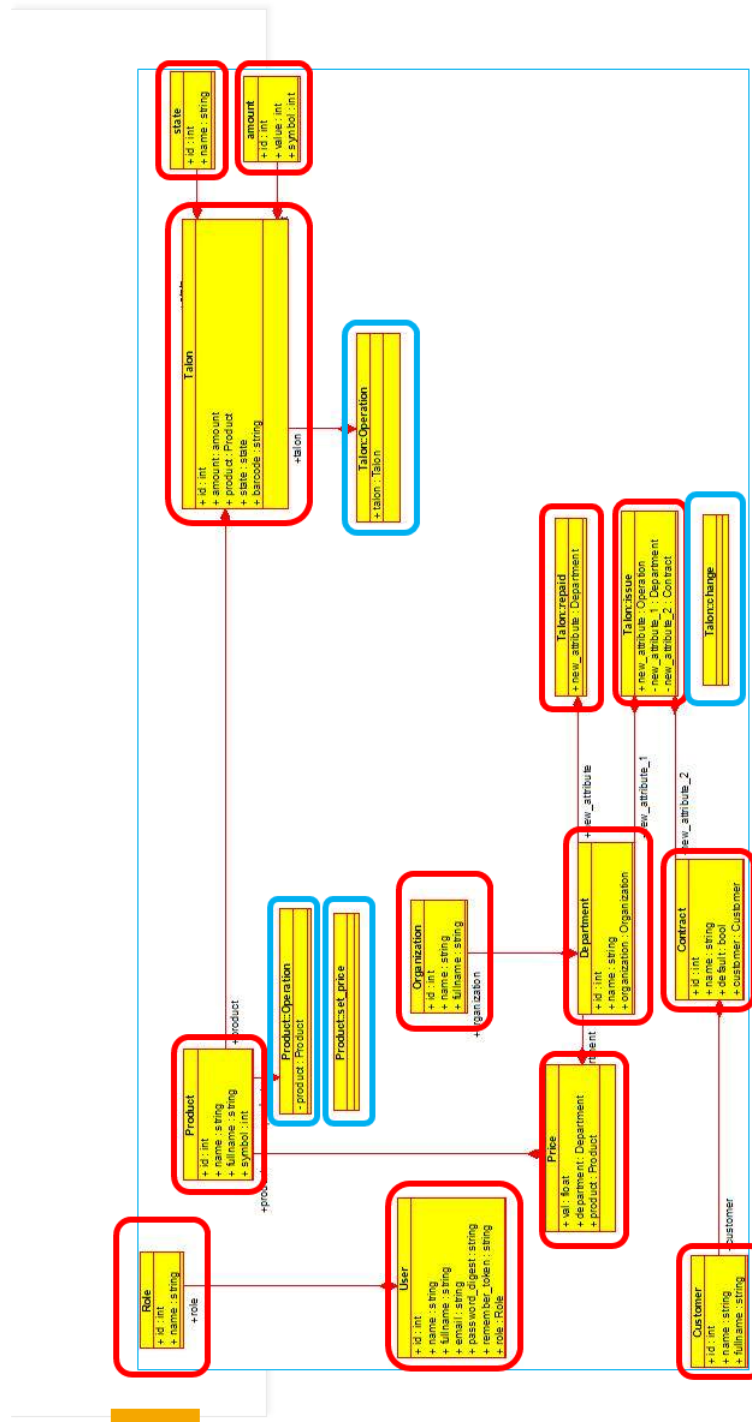 Role
+ id : int
+ name : string
+role
Product
+ id : int
+ name : string
+ fullname : string
+ symbol : int
+product
Talon
+ id : int
+ amount : amount
+ product : Product
+ state : state
+ barcode : string
+talon
state
+ id : int
+ name : string
amount
+ id : int
+ value : int
+ symbol : int
Talon::Operation
+ talon : Talon
Product::Operation
- product : Product
Product::set_price
User
+ id : int
+ name : string
+ fullname : string
+ email : string
+ password_digest : string
+ remember_token : string
+ role : Role
Organization
+ id : int
+ name : string
+ fullname : string
+organization
Price
+ val : float
+ department : Department
+ product : Product
Department
+ id : int
+ name : string
+ organization : Organization
+new_attribute
+new_attribute_1
Talon::repaid
+ new_attribute : Department
Talon::issue
+ new_attribute : Operation
- new_attribute_1 : Department
- new_attribute_2 : Contract
Talon::change
Contract
+ id : int
+ name : string
+ default : bool
+ customer : Customer
new_attribute_2
Customer
+ id : int
+ name : string
+ fullname : string
customer